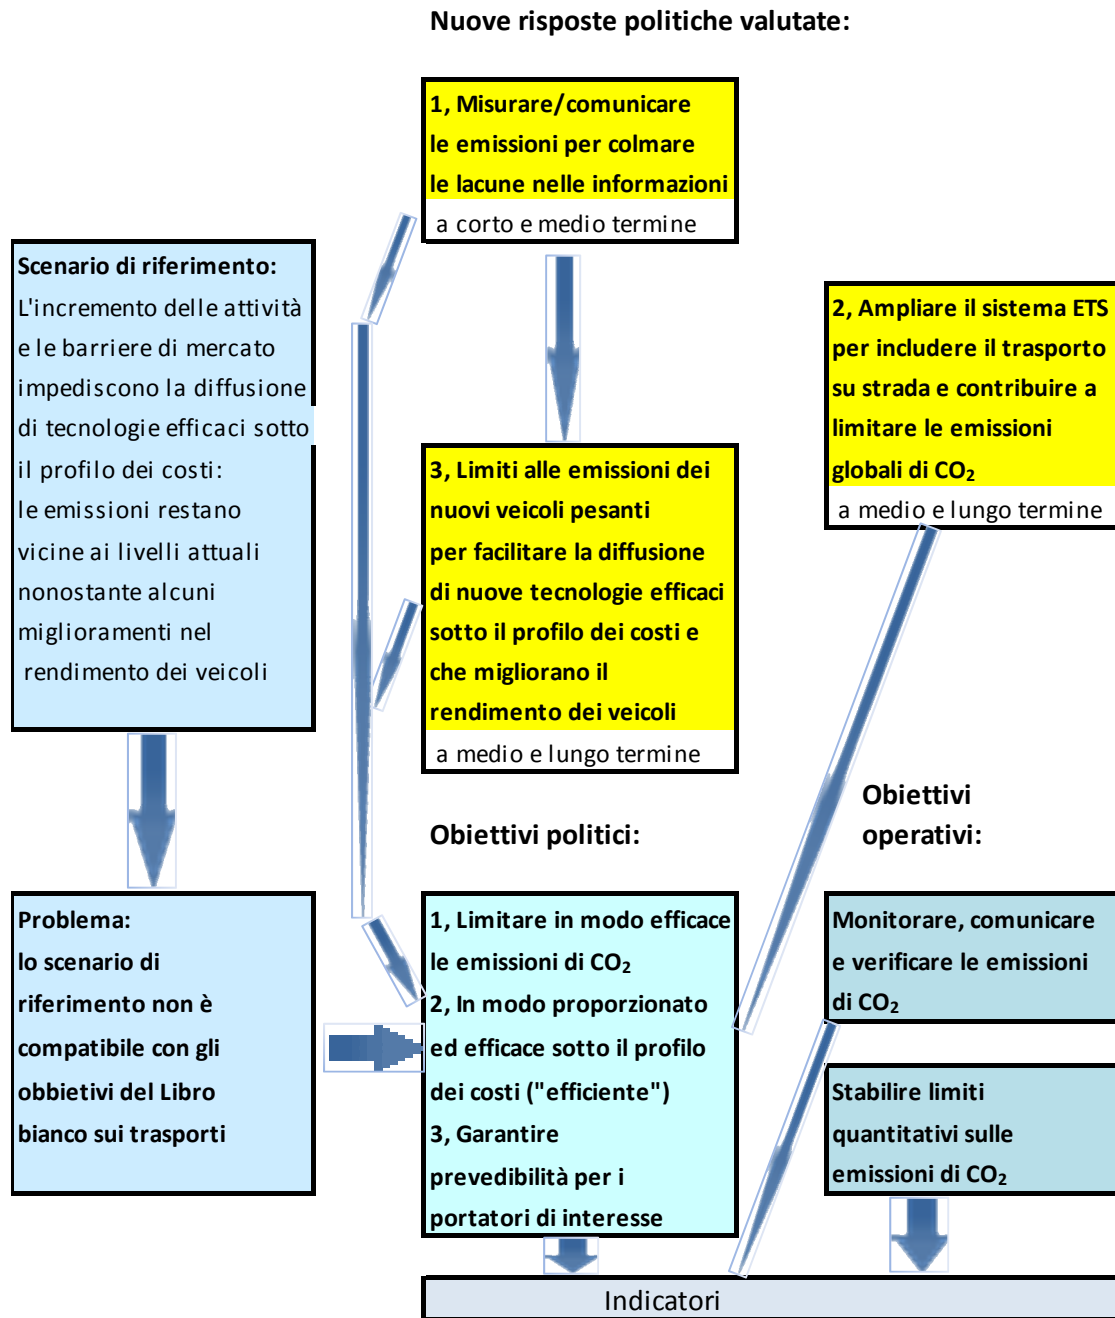 Nuove risposte politiche valutate:
1, Misurare/comunicare
le emissioni per colmare
le lacune nelle informazioni
a corto e medio termine
Scenario di riferimento:
L'incremento delle attività
e le barriere di mercato
impediscono la diffusione
di tecnologie efficaci sotto
il profilo dei costi:
le emissioni restano
vicine ai livelli attuali
nonostante alcuni
miglioramenti nel
rendimento dei veicoli
2, Ampliare il sistema ETS
per includere il trasporto
su strada e contribuire a
limitare le emissioni
globali di CO₂
a medio e lungo termine
3, Limiti alle emissioni dei
nuovi veicoli pesanti
per facilitare la diffusione
di nuove tecnologie efficaci
sotto il profilo dei costi e
che migliorano il
rendimento dei veicoli
a medio e lungo termine
Obiettivi politici:
Obiettivi
operativi:
Problema:
lo scenario di
riferimento non è
compatibile con gli
obbietivi del Libro
bianco sui trasporti
1, Limitare in modo efficace
le emissioni di CO₂
2, In modo proporzionato
ed efficace sotto il profilo
dei costi ("efficiente")
3, Garantire
prevedibilità per i
portatori di interesse
Monitorare, comunicare
e verificare le emissioni
di CO₂
Stabilire limiti
quantitativi sulle
emissioni di CO₂
Indicatori